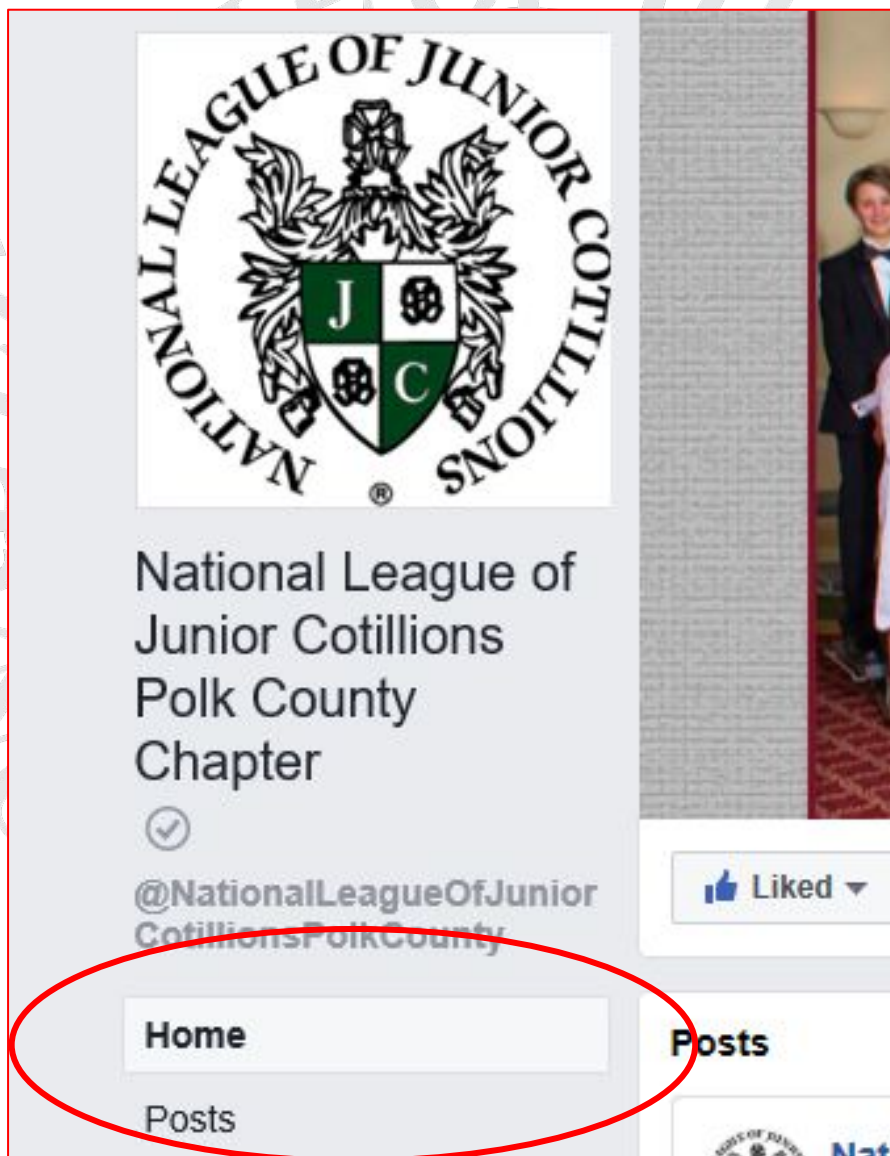 NATIONAL LEAGUE OF JUNIOR COTILLIONS
J
C
®
National League of
Junior Cotillions
Polk County
Chapter
@NationalLeagueOfJunior
CotillionsPolkCounty
Liked
Home
Posts
Posts